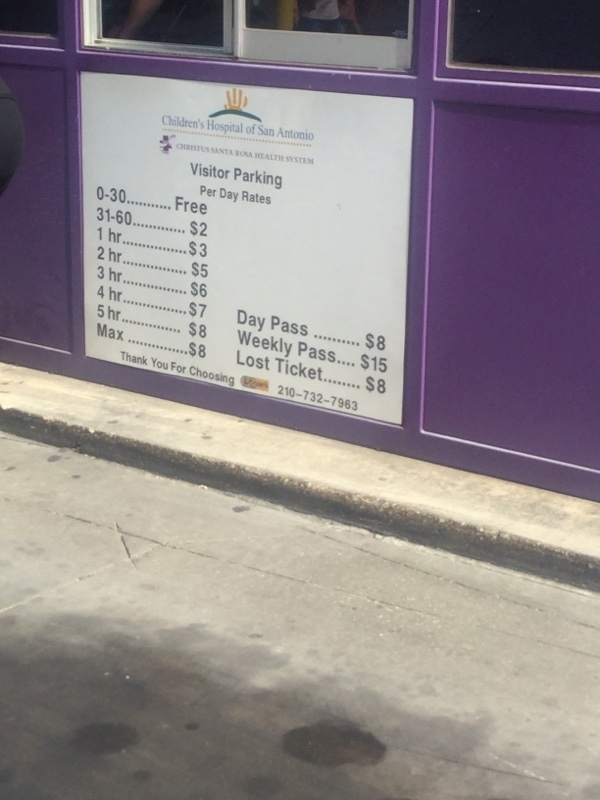 Children's Hospital of San Antonio
CHRISTUS SANTA ROSA HEALTH SYSTEM
Visitor Parking
Per Day Rates
0-30.......... Free
31-60............. $2
1 hr................$3
2 hr................ $5
3 hr................ $6
4 hr................$7
5 hr............... $8
Max ...............$8
Day Pass .......... $8
Weekly Pass.... $15
Lost Ticket........ $8
Thank You For Choosing
210-732-7963